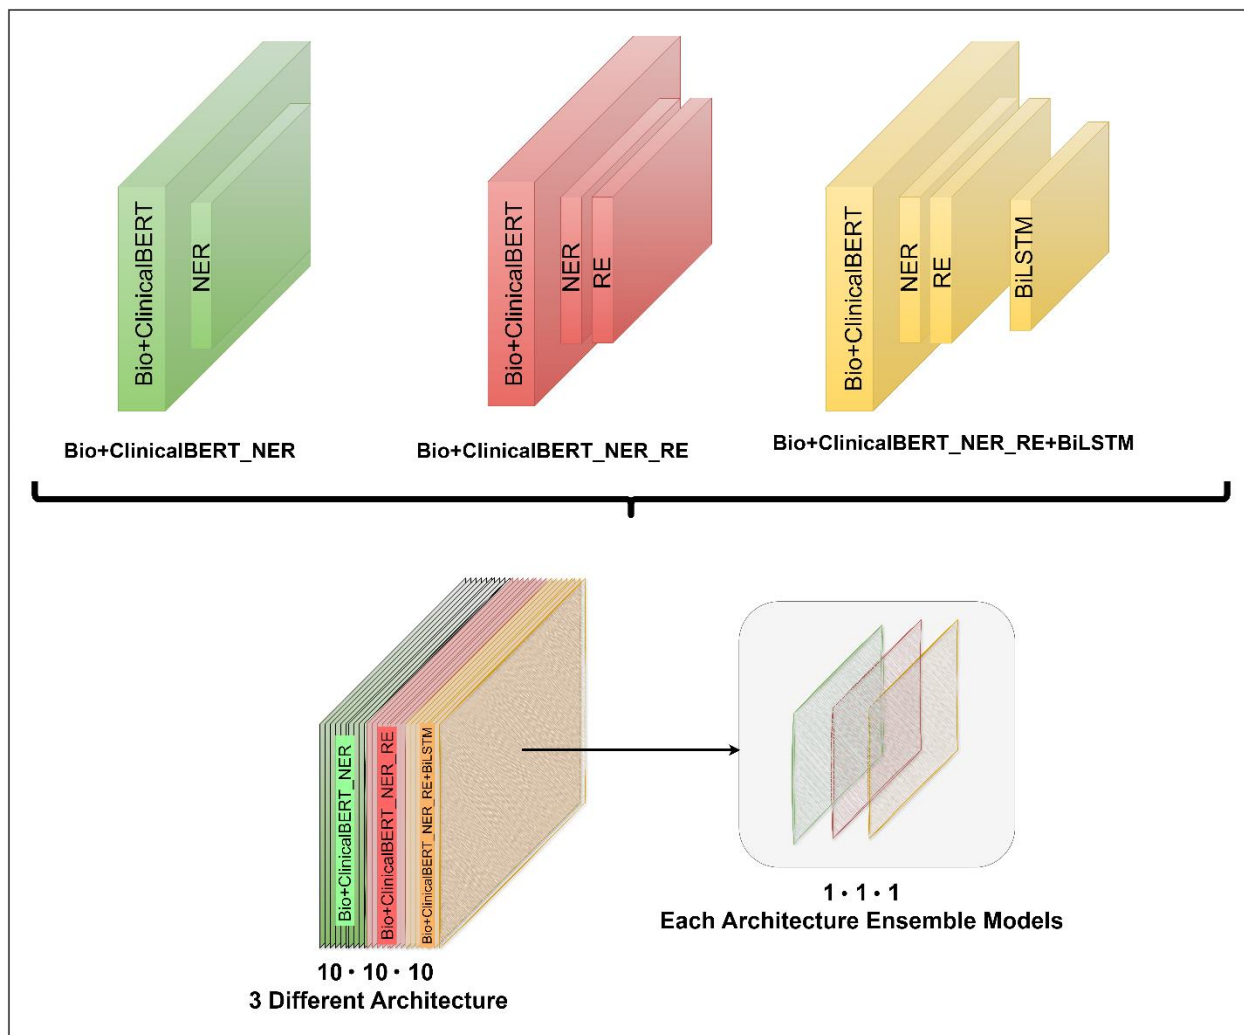 Bio+ClinicalBERT
NER
Bio+ClinicalBERT
NER
RE
Bio+ClinicalBERT
NER
RE
BiLSTM
Bio+ClinicalBERT_NER
Bio+ClinicalBERT_NER_RE
Bio+ClinicalBERT_NER_RE+BiLSTM
Bio+ClinicalBERT_NER
Bio+ClinicalBERT_NER_RE
Bio+ClinicalBERT_NER_RE+BiLSTM
10 · 10 · 10
3 Different Architecture
1 · 1 · 1
Each Architecture Ensemble Models